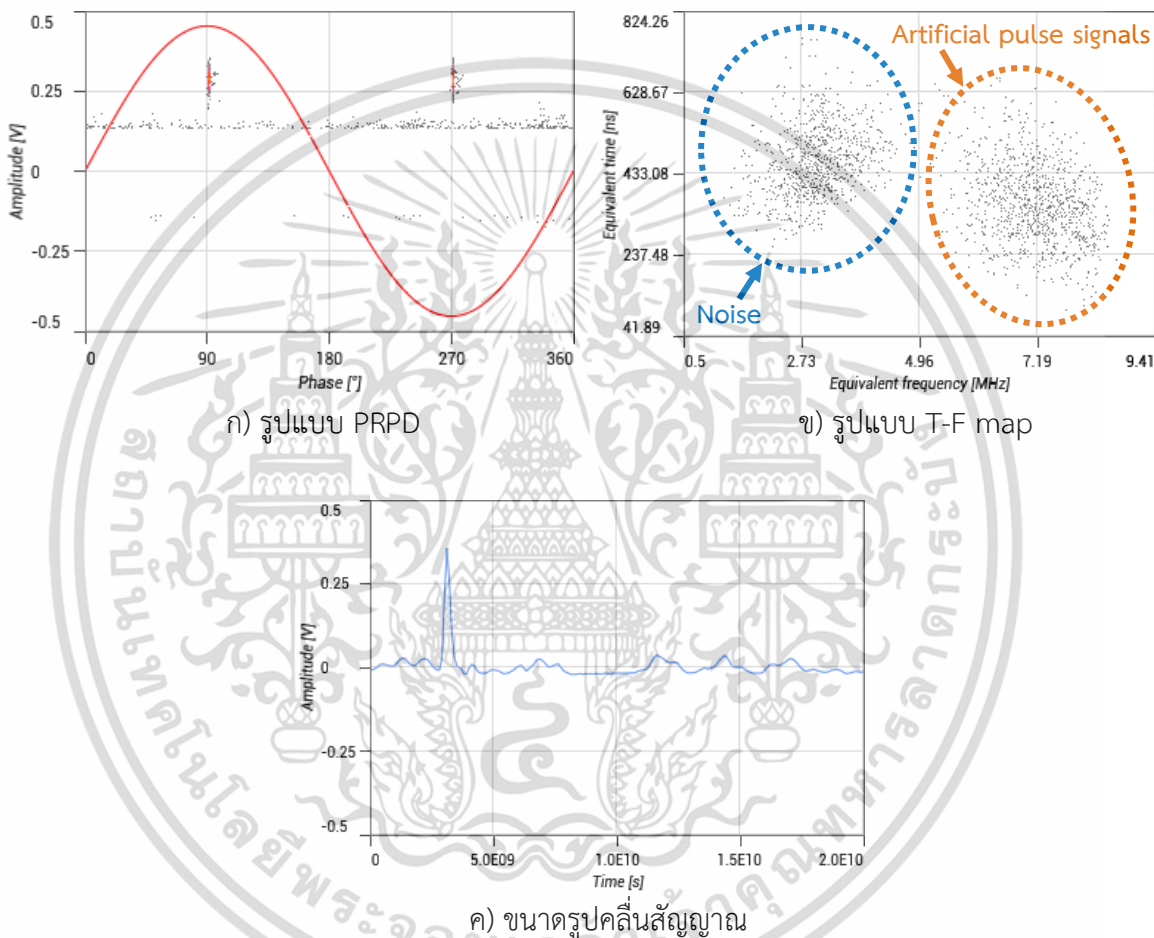 0.5
0.25
0
-0.25
-0.5
Amplitude [V]
0 90 180 270 360
Phase [°]
ก) รูปแบบ PRPD
824.26
628.67
433.08
237.48
41.89
Equivalent time [ns]
Artificial pulse signals
Noise
0.5 2.73 4.96 7.19 9.41
Equivalent frequency [MHz]
ข) รูปแบบ T-F map
0.5
0.25
0
-0.25
-0.5
Amplitude [V]
0 5.0E09 1.0E10 1.5E10 2.0E10
Time [s]
ค) ขนาดรูปคลื่นสัญญาณ